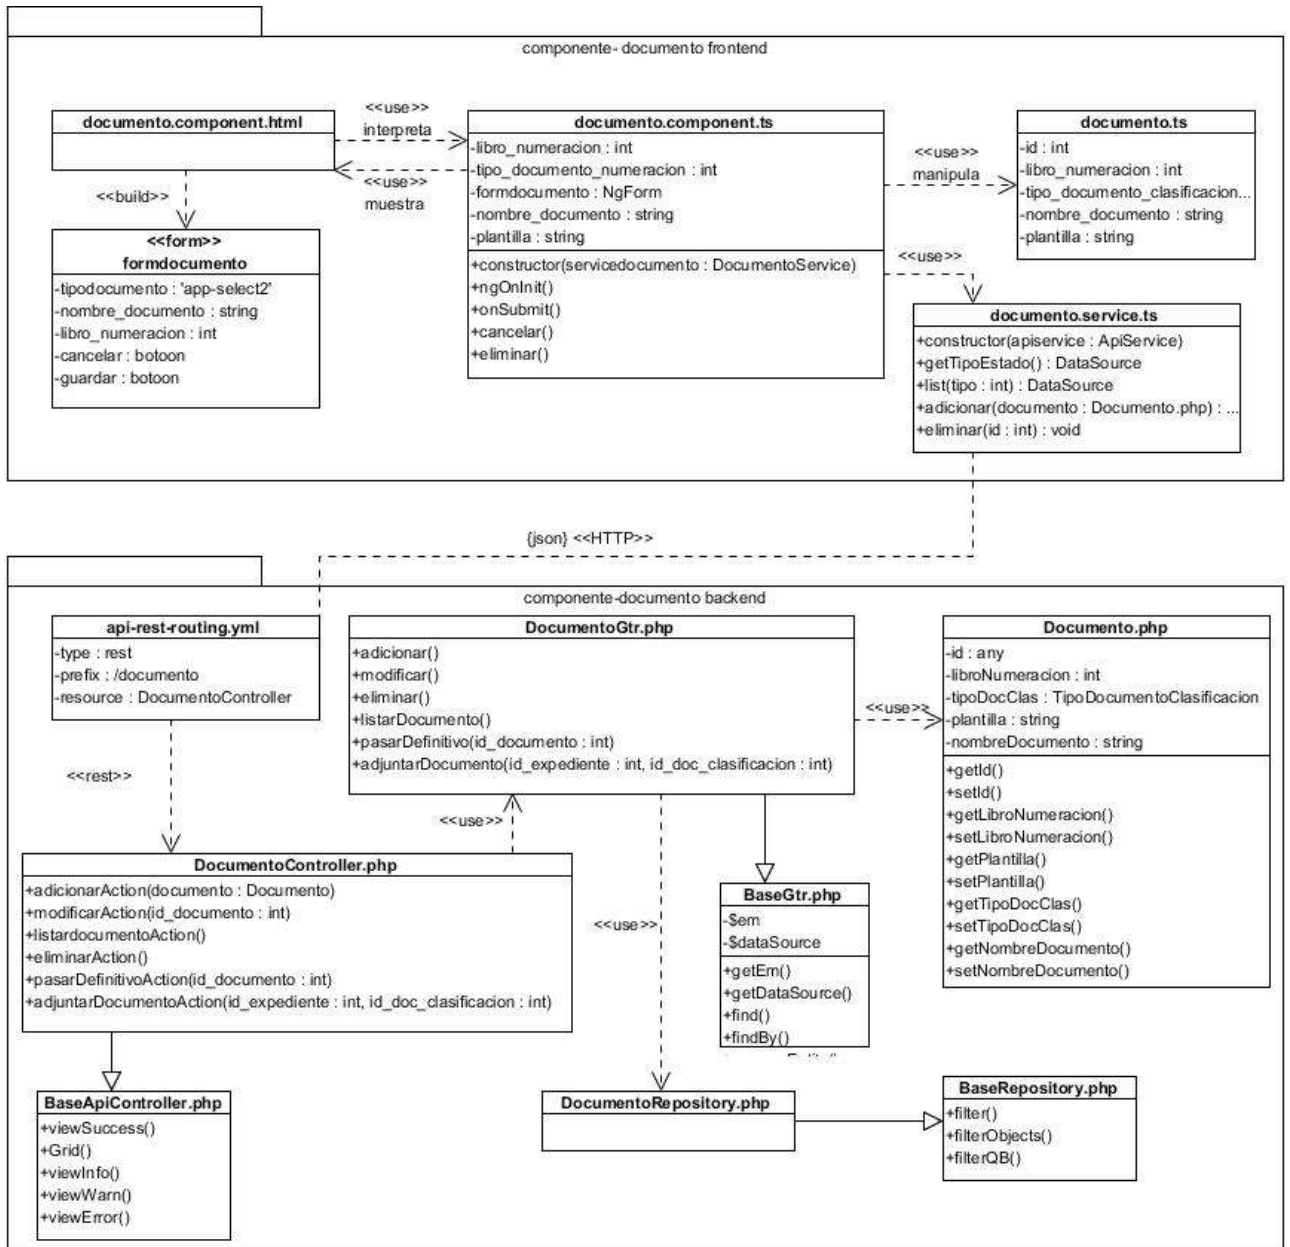 componente- documento frontend
documento.component.html
<<use>>
interpreta
<<use>>
muestra
<<build>>
<<form>>
formdocumento
-tipodocumento : 'app-select2'
-nombre_documento : string
-libro_numeracion : int
-cancelar : botoon
-guardar : botoon
documento.component.ts
-libro_numeracion : int
-tipo_documento_numeracion : int
-formdocumento : NgForm
-nombre_documento : string
-plantilla : string
+constructor(servicedocumento : DocumentoService)
+ngOnInit()
+onSubmit()
+cancelar()
+eliminar()
<<use>>
manipula
documento.ts
-id : int
-libro_numeracion : int
-tipo_documento_clasificacion...
-nombre_documento : string
-plantilla : string
<<use>>
documento.service.ts
+constructor(apiservice : ApiService)
+getTipoEstado() : DataSource
+list(tipo : int) : DataSource
+adicionar(documento : Documento.php) : ...
+eliminar(id : int) : void
{json} <<HTTP>>
componente-documento backend
api-rest-routing.yml
-type : rest
-prefix : /documento
-resource : DocumentoController
<<rest>>
DocumentoGtr.php
+adicionar()
+modificar()
+eliminar()
+listarDocumento()
+pasarDefinitivo(id_documento : int)
+adjuntarDocumento(id_expediente : int, id_doc_clasificacion : int)
<<use>>
Documento.php
-id : any
-libroNumeracion : int
-tipoDocClas : TipoDocumentoClasificacion
-plantilla : string
-nombreDocumento : string
+getId()
+setId()
+getLibroNumeracion()
+setLibroNumeracion()
+getPlantilla()
+setPlantilla()
+getTipoDocClas()
+setTipoDocClas()
+getNombreDocumento()
+setNombreDocumento()
<<use>>
DocumentoController.php
+adicionarAction(documento : Documento)
+modificarAction(id_documento : int)
+listardocumentoAction()
+eliminarAction()
+pasarDefinitivoAction(id_documento : int)
+adjuntarDocumentoAction(id_expediente : int, id_doc_clasificacion : int)
<<use>>
BaseGtr.php
-$em
-$dataSource
+getEm()
+getDataSource()
+find()
+findBy()
BaseApiController.php
+viewSuccess()
+Grid()
+viewInfo()
+viewWarn()
+viewError()
DocumentoRepository.php
BaseRepository.php
+filter()
+filterObjects()
+filterQB()